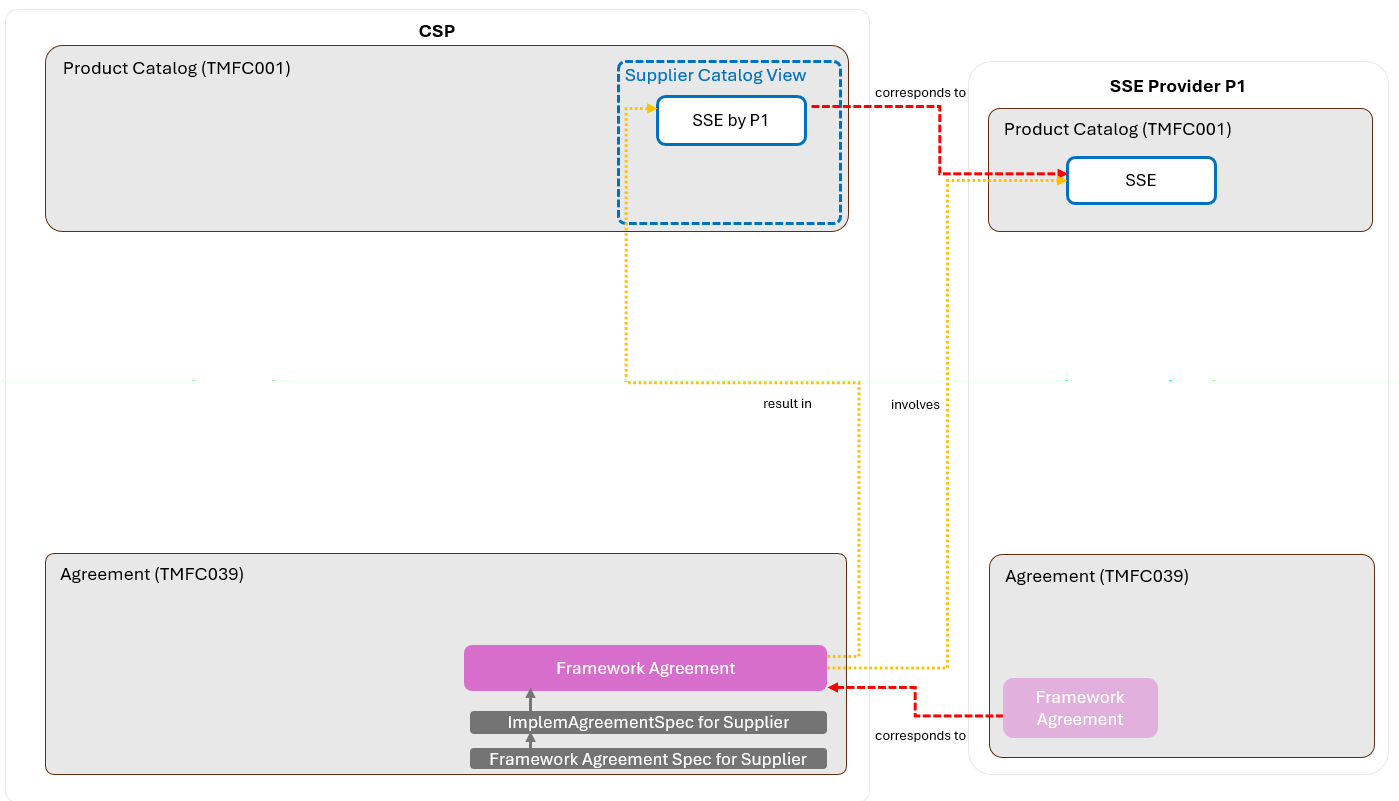 CSP
Product Catalog (TMFC001)
Supplier Catalog View
SSE by P1
corresponds to
SSE Provider P1
Product Catalog (TMFC001)
SSE
result in
involves
Agreement (TMFC039)
Framework Agreement
ImplemAgreementSpec for Supplier
Framework Agreement Spec for Supplier
corresponds to
Agreement (TMFC039)
Framework
Agreement